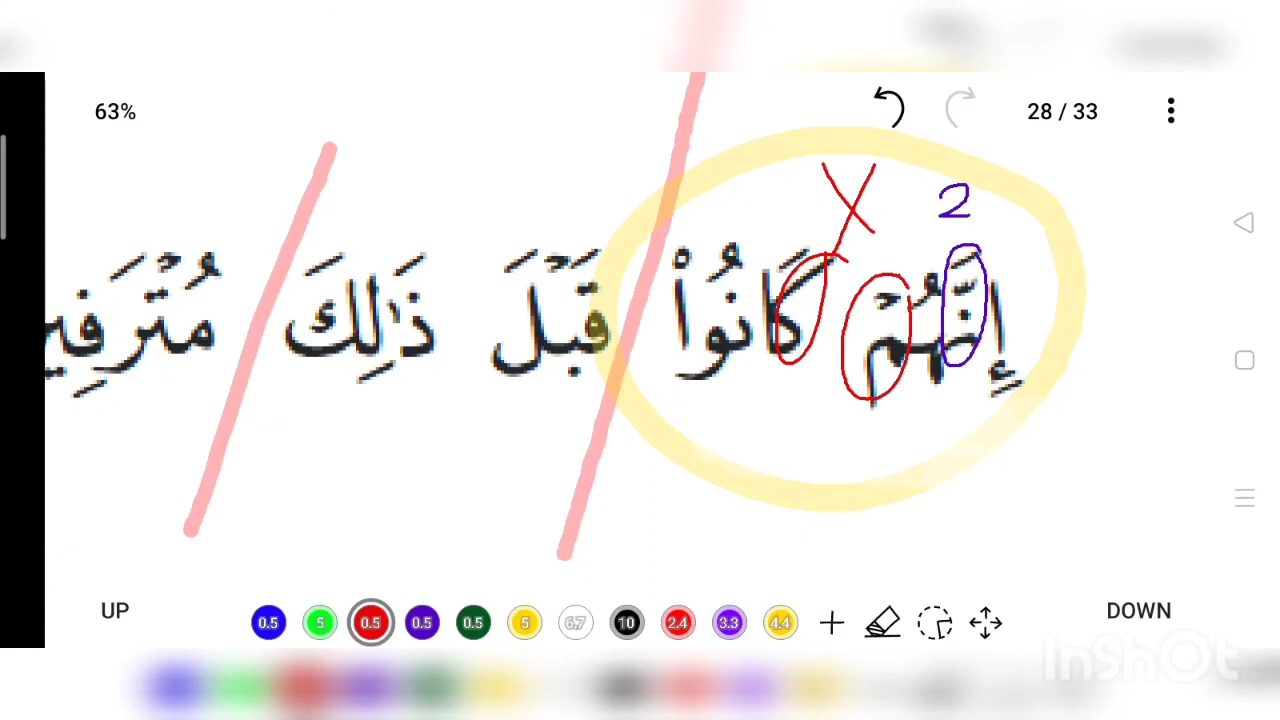 63%
28 / 33
X 2
إِنَّهُمْ كَانُوا۟ قَبْلَ ذَٰلِكَ مُتْرَفِي
UP
DOWN
0.5 5 0.5 0.5 0.5 5 6.7 10 2.4 3.3 4.4
InShOt